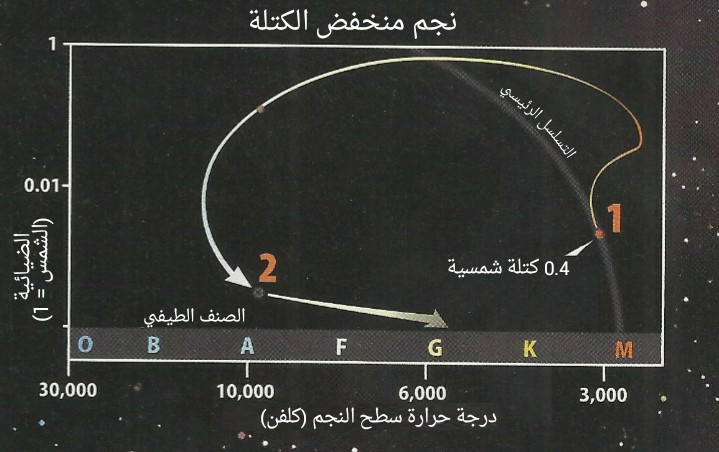 نجم منخفض الكتلة
1
التسلسل الرئيسي
0.01
1
0.4 كتلة شمسية
2
الضيائية
(الشمس = 1)
الصنف الطيفي
O B A F G K M
30,000 10,000 6,000 3,000
درجة حرارة سطح النجم (كلفن)